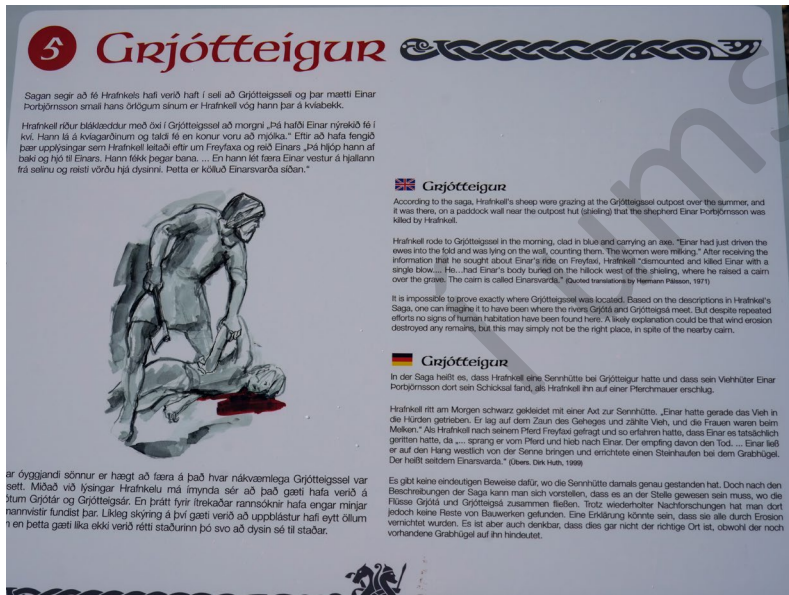 5
Grjótteigur
Sagan segir að fé Hrafnkels hafi verið haft í seli að Grjótteigsseli og þar mætti Einar
Þorbjörnsson smali hans örlögum sínum er Hrafnkell vóg hann þar á kvíabekk.
Hrafnkell ríður bláklæddur með öxi í Grjótteigssel að morgni „Þá hafði Einar nýrekið fé í
kví. Hann lá á kvíagarðinum og taldi fé en konur voru að mjólka.“ Eftir að hafa fengið
þær upplýsingar sem Hrafnkell leitaði eftir um Freyfaxa og reið Einars „Þá hljóp hann af
baki og hjó til Einars. Hann fékk þegar bana. ... En hann lét færa Einar vestur á hjallann
frá selinu og reisti vörðu hjá dysinni. Þetta er kölluð Einarsvarða síðan.“
ar óyggjandi sönnur er hægt að færa á það hvar nákvæmlega Grjótteigssel var
sett. Miðað við lýsingar Hrafnkelu má ímynda sér að það gæti hafa verið á
ótum Grjótár og Grjótteigsár. En þrátt fyrir ítrekaðar rannsóknir hafa engar minjar
mannvistir fundist þar. Líkleg skýring á því gæti verið að uppblástur hafi eytt öllum
en þetta gæti líka ekki verið rétti staðurinn þó svo að dysin sé til staðar.
Grjótteigur
According to the saga, Hrafnkell's sheep were grazing at the Grjótteigssel outpost over the summer, and
it was there, on a paddock wall near the outpost hut (shieling) that the shepherd Einar Þorbjörnsson was
killed by Hrafnkell.
Hrafnkell rode to Grjótteigssel in the morning, clad in blue and carrying an axe. “Einar had just driven the
ewes into the fold and was lying on the wall, counting them. The women were milking.” After receiving the
information that he sought about Einar's ride on Freyfaxi, Hrafnkell “dismounted and killed Einar with a
single blow.... He...had Einar's body buried on the hillock west of the shieling, where he raised a cairn
over the grave. The cairn is called Einarsvarda.” (Quoted translations by Hermann Pálsson, 1971)
It is impossible to prove exactly where Grjótteigssel was located. Based on the descriptions in Hrafnkel's
Saga, one can imagine it to have been where the rivers Grjótá and Grjótteigsá meet. But despite repeated
efforts no signs of human habitation have been found here. A likely explanation could be that wind erosion
destroyed any remains, but this may simply not be the right place, in spite of the nearby cairn.
Grjótteigur
In der Saga heißt es, dass Hrafnkell eine Sennhütte bei Grjótteigur hatte und dass sein Viehhüter Einar
Þorbjörnsson dort sein Schicksal fand, als Hrafnkell ihn auf einer Pferchmauer erschlug.
Hrafnkell ritt am Morgen schwarz gekleidet mit einer Axt zur Sennhütte. „Einar hatte gerade das Vieh in
die Hürden getrieben. Er lag auf dem Zaun des Geheges und zählte Vieh, und die Frauen waren beim
Melken.“ Als Hrafnkell nach seinem Pferd Freyfaxi gefragt und so erfahren hatte, dass Einar es tatsächlich
geritten hatte, da „... sprang er vom Pferd und hieb nach Einar. Der empfing davon den Tod. ... Einar ließ
er auf den Hang westlich von der Senne bringen und errichtete einen Steinhaufen bei dem Grabhügel.
Der heißt seitdem Einarsvarda.“ (Übers. Dirk Huth, 1999)
Es gibt keine eindeutigen Beweise dafür, wo die Sennhütte damals genau gestanden hat. Doch nach den
Beschreibungen der Saga kann man sich vorstellen, dass es an der Stelle gewesen sein muss, wo die
Flüsse Grjótá und Grjótteigsá zusammen fließen. Trotz wiederholter Nachforschungen hat man dort
jedoch keine Reste von Bauwerken gefunden. Eine Erklärung könnte sein, dass sie alle durch Erosion
vernichtet wurden. Es ist aber auch denkbar, dass dies gar nicht der richtige Ort ist, obwohl der noch
vorhandene Grabhügel auf ihn hindeutet.